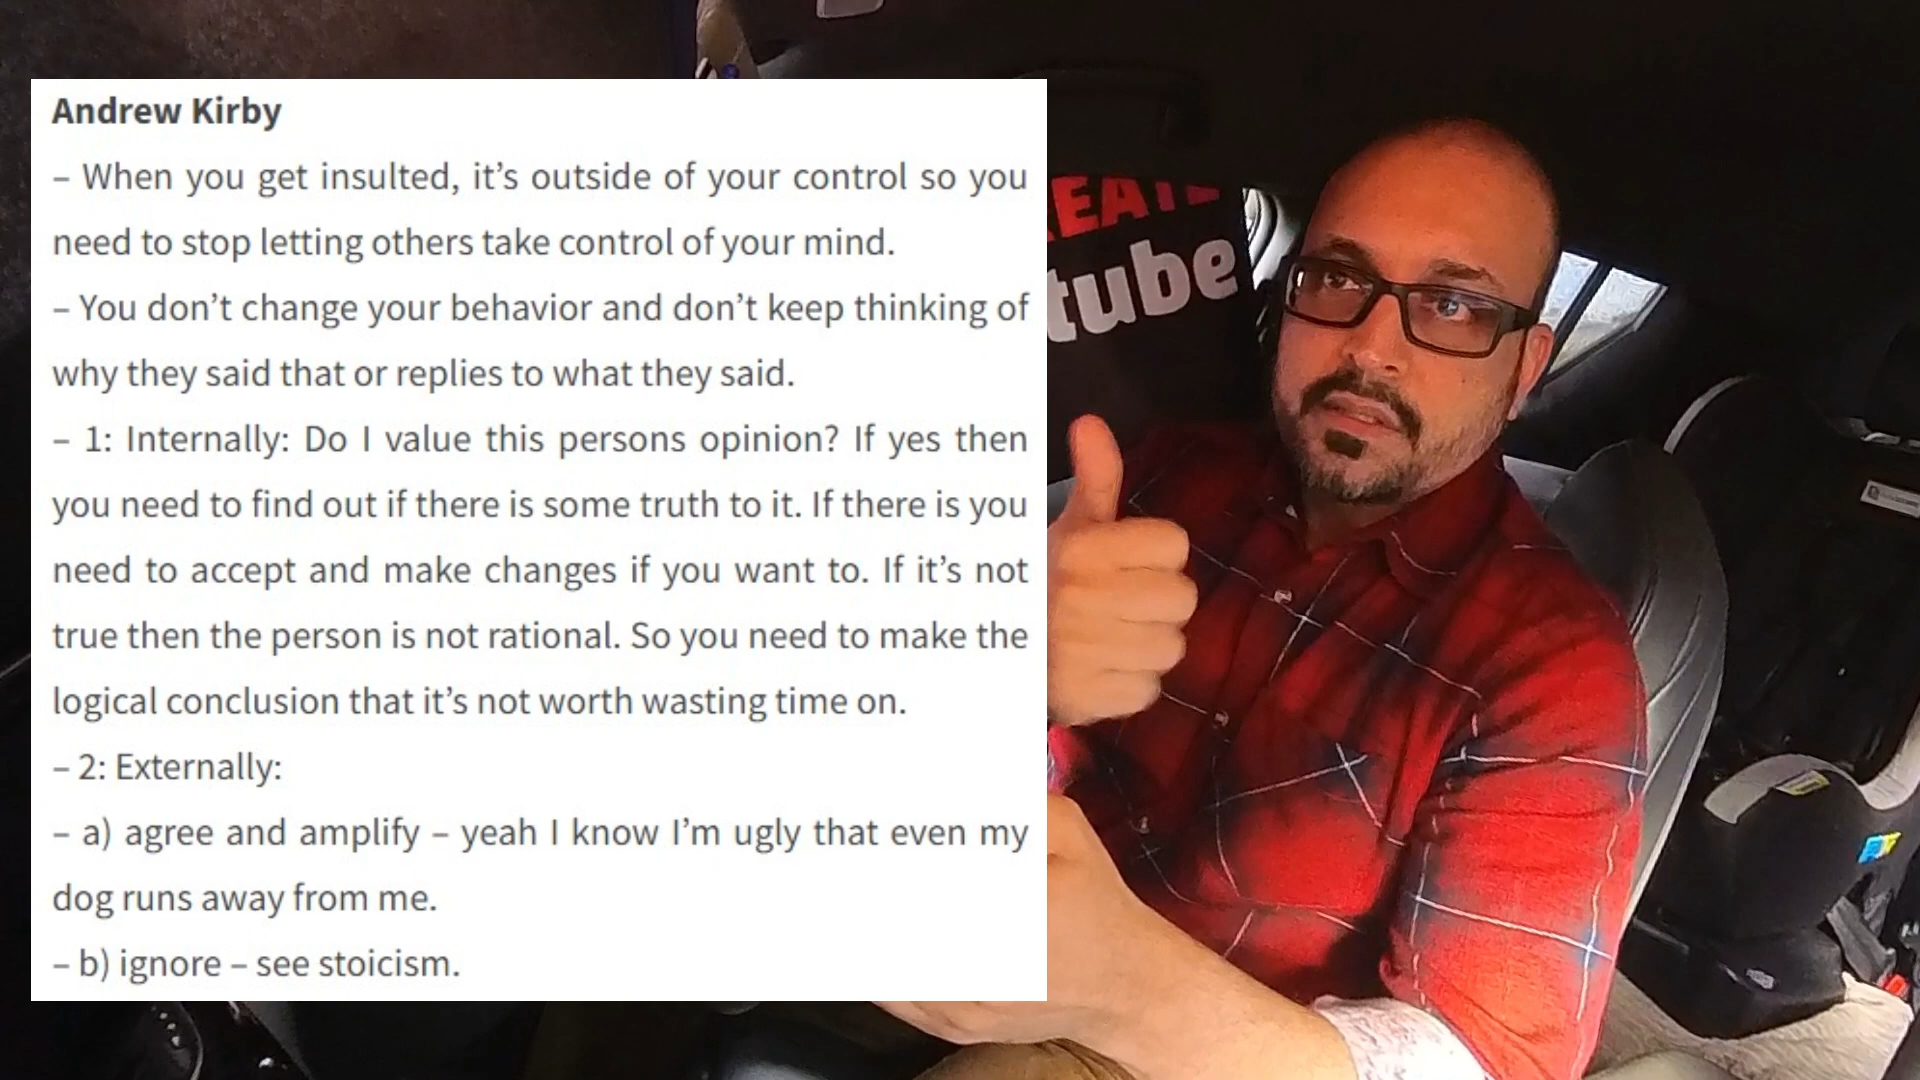 Andrew Kirby
– When you get insulted, it’s outside of your control so you
need to stop letting others take control of your mind.
– You don’t change your behavior and don’t keep thinking of
why they said that or replies to what they said.
– 1: Internally: Do I value this persons opinion? If yes then
you need to find out if there is some truth to it. If there is you
need to accept and make changes if you want to. If it’s not
true then the person is not rational. So you need to make the
logical conclusion that it’s not worth wasting time on.
– 2: Externally:
– a) agree and amplify – yeah I know I’m ugly that even my
dog runs away from me.
– b) ignore – see stoicism.
tube